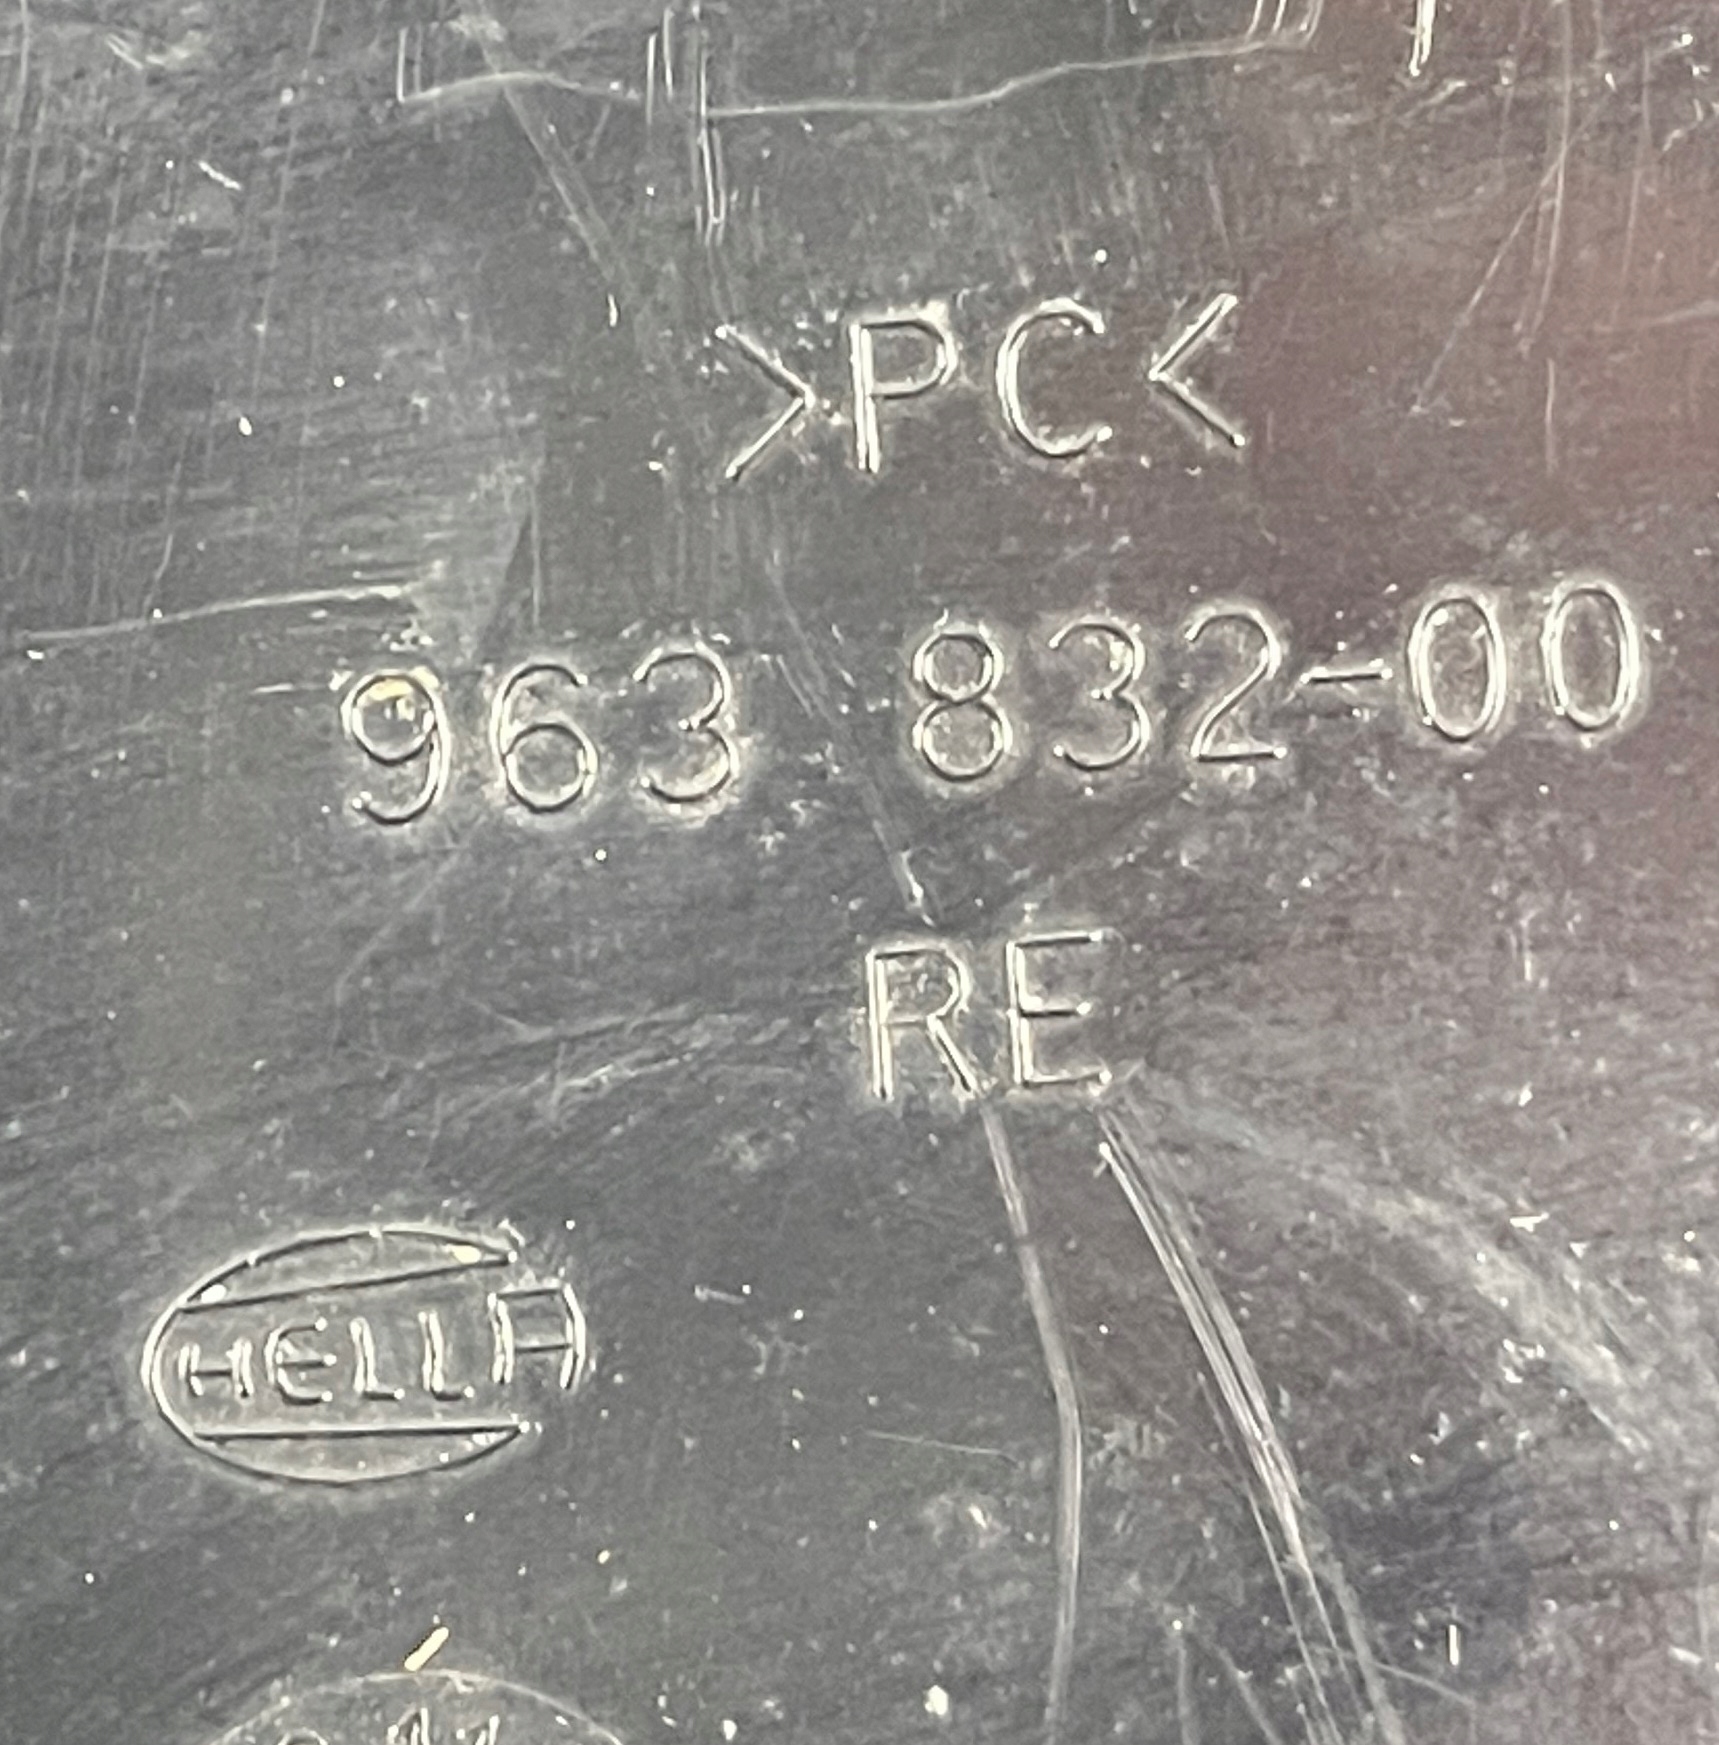 >PC<
963 832-00
RE
HELLA